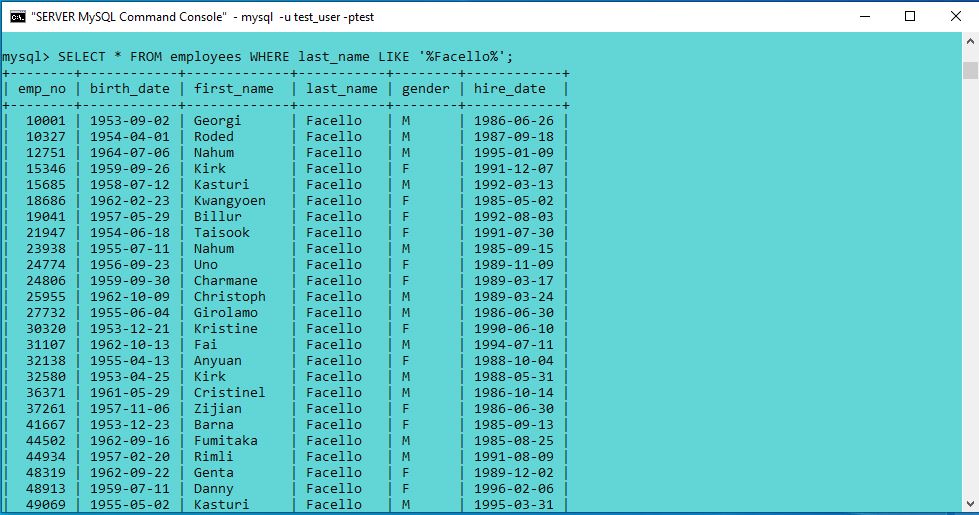 "SERVER MySQL Command Console" - mysql -u test_user -ptest
mysql> SELECT * FROM employees WHERE last_name LIKE '%Facello%';
+--------+------------+------------+-----------+--------+------------+
| emp_no | birth_date | first_name | last_name | gender | hire_date |
+--------+------------+------------+-----------+--------+------------+
| 10001 | 1953-09-02 | Georgi | Facello | M | 1986-06-26 |
| 10327 | 1954-04-01 | Roded | Facello | M | 1987-09-18 |
| 12751 | 1964-07-06 | Nahum | Facello | M | 1995-01-09 |
| 15346 | 1959-09-26 | Kirk | Facello | F | 1991-12-07 |
| 15685 | 1958-07-12 | Kasturi | Facello | M | 1992-03-13 |
| 18686 | 1962-02-23 | Kwangyoen | Facello | F | 1985-05-02 |
| 19041 | 1957-05-29 | Billur | Facello | F | 1992-08-03 |
| 21947 | 1954-06-18 | Taisook | Facello | F | 1991-07-30 |
| 23938 | 1955-07-11 | Nahum | Facello | M | 1985-09-15 |
| 24774 | 1956-09-23 | Uno | Facello | F | 1989-11-09 |
| 24806 | 1959-09-30 | Charmane | Facello | F | 1989-03-17 |
| 25955 | 1962-10-09 | Christoph | Facello | M | 1989-03-24 |
| 27732 | 1955-06-04 | Girolamo | Facello | M | 1986-06-30 |
| 30320 | 1953-12-21 | Kristine | Facello | F | 1990-06-10 |
| 31107 | 1962-10-13 | Fai | Facello | M | 1994-07-11 |
| 32138 | 1955-04-13 | Anyuan | Facello | F | 1988-10-04 |
| 32580 | 1953-04-25 | Kirk | Facello | M | 1988-05-31 |
| 36371 | 1961-05-29 | Cristinel | Facello | M | 1986-10-14 |
| 37261 | 1957-11-06 | Zijian | Facello | F | 1986-06-30 |
| 41667 | 1953-12-23 | Barna | Facello | F | 1985-09-13 |
| 44502 | 1962-09-16 | Fumitaka | Facello | M | 1985-08-25 |
| 44934 | 1957-02-20 | Rimli | Facello | M | 1991-08-09 |
| 48319 | 1962-09-22 | Genta | Facello | F | 1989-12-02 |
| 48913 | 1959-07-11 | Danny | Facello | F | 1996-02-06 |
| 49069 | 1955-05-02 | Kasturi | Facello | M | 1995-03-31 |